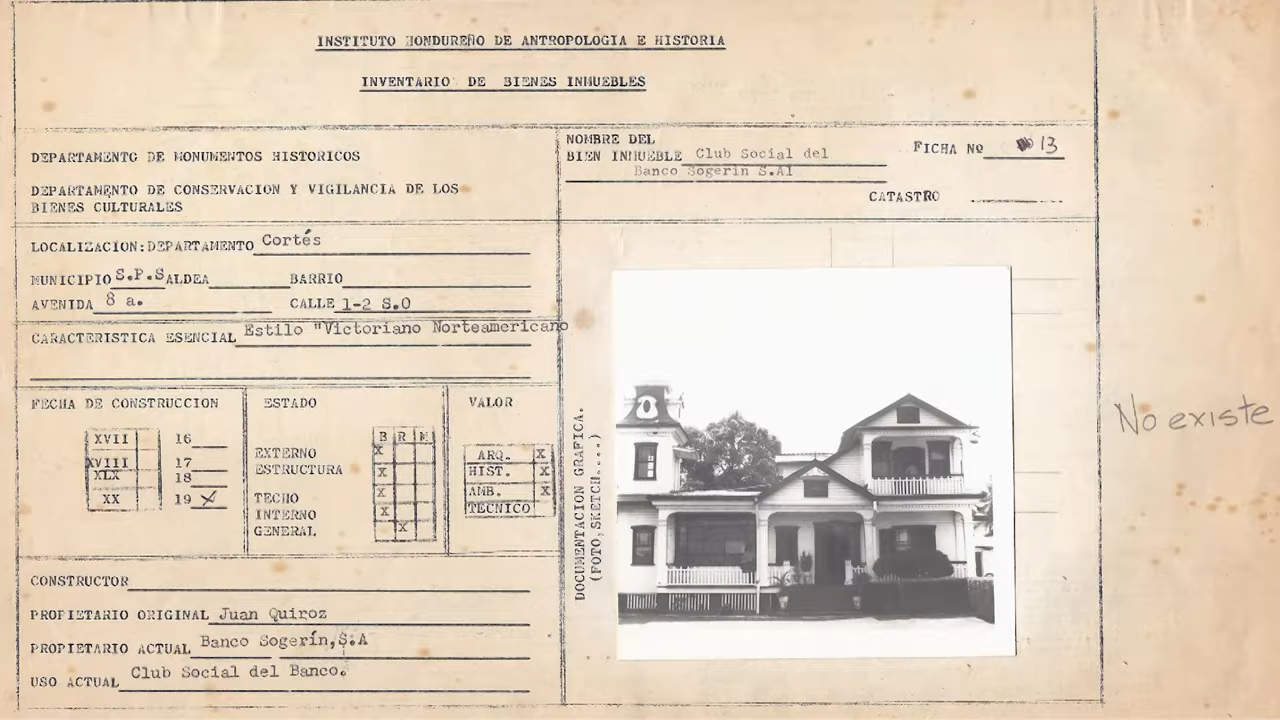 INSTITUTO HONDUREÑO DE ANTROPOLOGIA E HISTORIA
INVENTARIO DE BIENES INMUEBLES
DEPARTAMENTO DE MONUMENTOS HISTORICOS
DEPARTAMENTO DE CONSERVACION Y VIGILANCIA DE LOS
BIENES CULTURALES
NOMBRE DEL
BIEN INMUEBLE Club Social del
Banco Sogerin S.A1
FICHA Nº 13
CATASTRO
LOCALIZACION: DEPARTAMENTO Cortés
MUNICIPIO S.P.S ALDEA BARRIO
AVENIDA 8 a. CALLE 1-2 S.O
CARACTERISTICA ESENCIAL Estilo "Victoriano Norteamericano
FECHA DE CONSTRUCCION
XVII 16
XVIII 17
XLX 18
XX 19 X
ESTADO
B R M
EXTERNO X
ESTRUCTURA X
TECHO X
INTERNO X
GENERAL X
VALOR
ARQ. X
HIST. X
AMB. X
TECNICO
CONSTRUCTOR
PROPIETARIO ORIGINAL Juan Quiroz
PROPIETARIO ACTUAL Banco Sogerín, S.A
USO ACTUAL Club Social del Banco.
DOCUMENTACION GRAFICA.
(FOTO, SKETCH....)
No existe